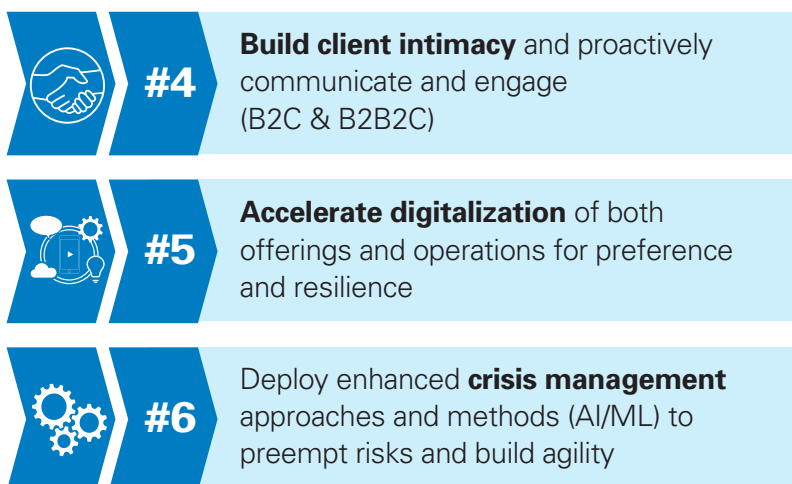 #4
Build client intimacy and proactively
communicate and engage
(B2C & B2B2C)
#5
Accelerate digitalization of both
offerings and operations for preference
and resilience
#6
Deploy enhanced crisis management
approaches and methods (AI/ML) to
preempt risks and build agility